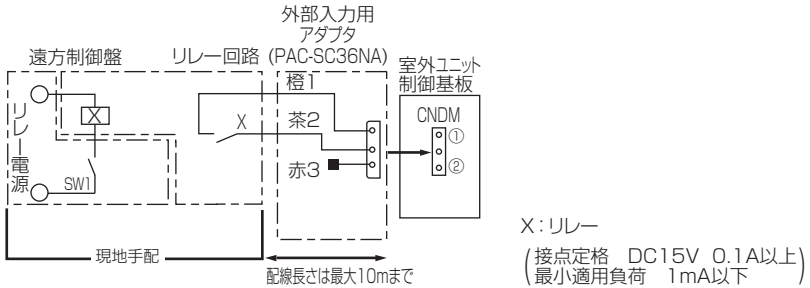 外部入力用
アダプタ
(PAC-SC36NA)
遠方制御盤
リレー回路
室外ユニット
制御基板
橙1
CNDM
X
X
茶2
①
リレー電源
赤3
②
SW1
現地手配
配線長さは最大10mまで
X：リレー
(接点定格 DC15V 0.1A以上
最小適用負荷 1mA以下)